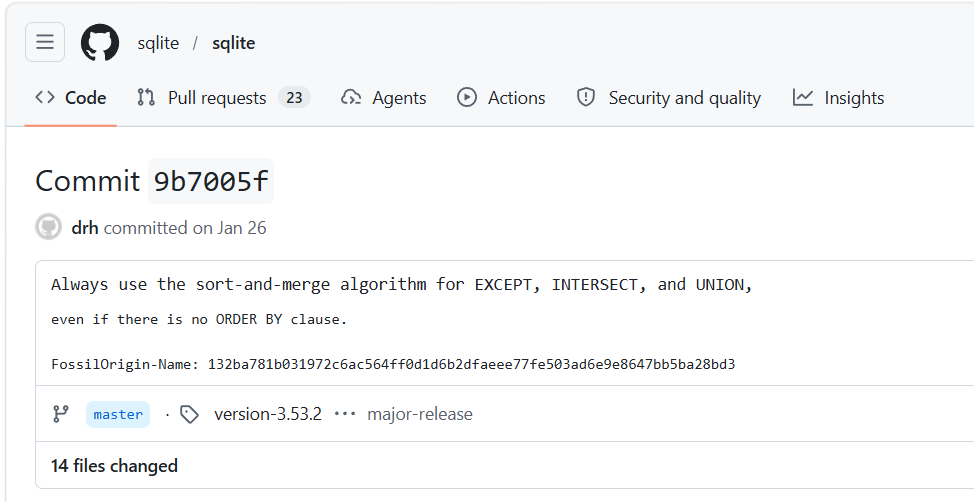 sqlite / sqlite
Code Pull requests 23 Agents Actions Security and quality Insights
Commit 9b7005f
drh committed on Jan 26
Always use the sort-and-merge algorithm for EXCEPT, INTERSECT, and UNION,
even if there is no ORDER BY clause.
FossilOrigin-Name: 132ba781b031972c6ac564ff0d1d6b2dfaeee77fe503ad6e9e8647bb5ba28bd3
master · version-3.53.2 ··· major-release
14 files changed